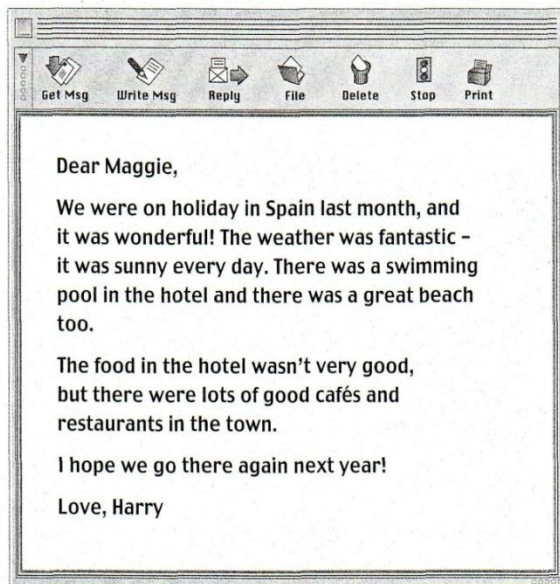 Get Msg Write Msg Reply File Delete Stop Print
Dear Maggie,
We were on holiday in Spain last month, and
it was wonderful! The weather was fantastic –
it was sunny every day. There was a swimming
pool in the hotel and there was a great beach
too.
The food in the hotel wasn't very good,
but there were lots of good cafés and
restaurants in the town.
I hope we go there again next year!
Love, Harry